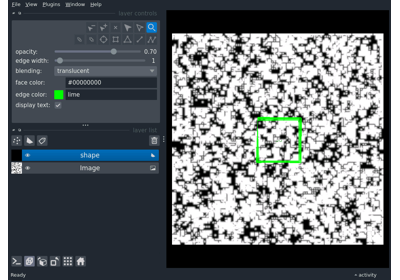 File View Plugins Window Help
layer controls
opacity: 0.70
edge width: 1
blending: translucent
face color: #00000000
edge color: lime
display text:
layer list
shape
Image
Ready
activity